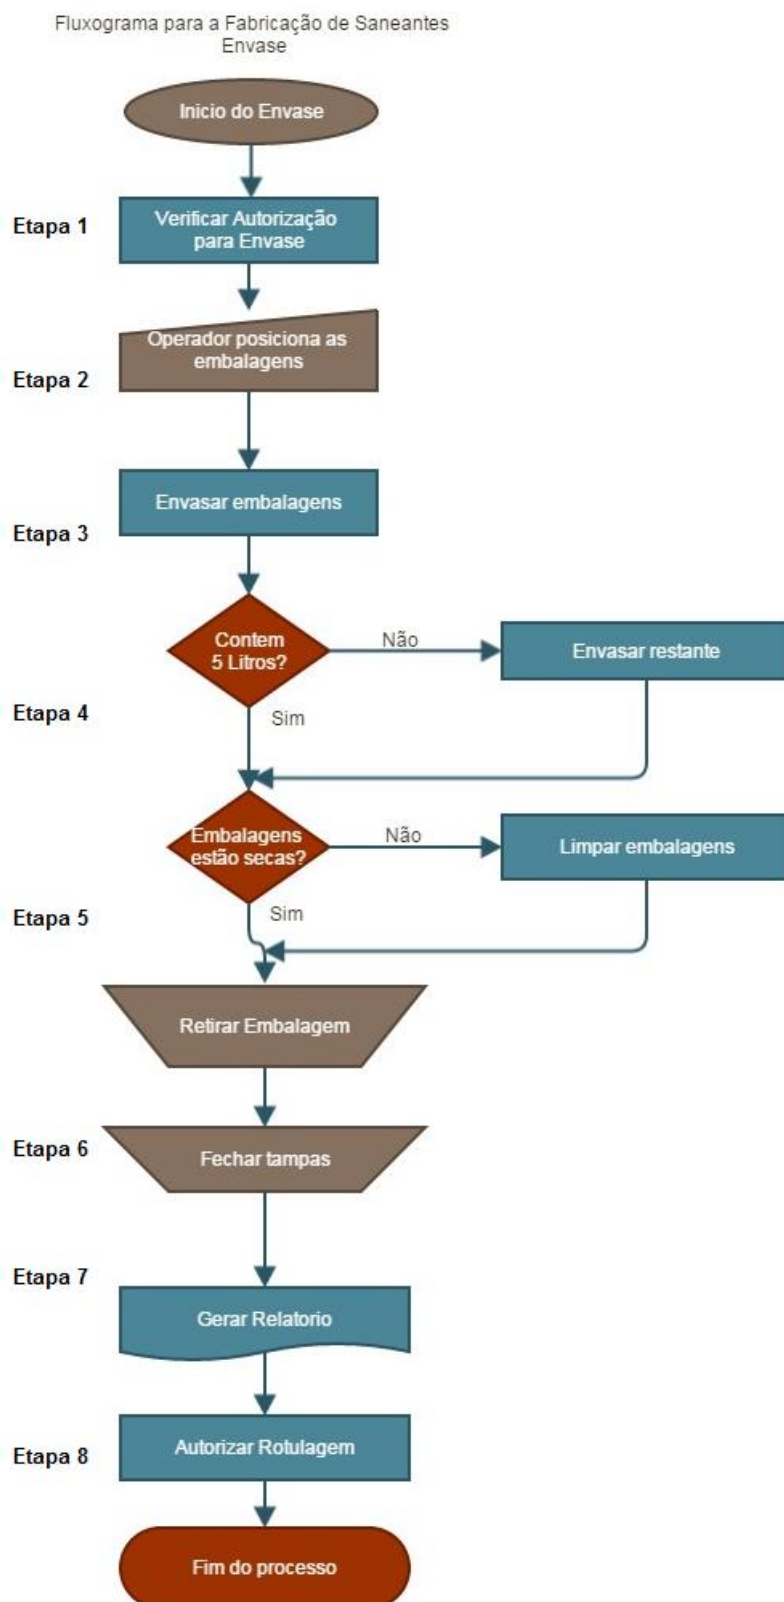 Fluxograma para a Fabricação de Saneantes
Envase
Inicio do Envase
Etapa 1
Verificar Autorização
para Envase
Operador posiciona as
embalagens
Etapa 2
Envasar embalagens
Etapa 3
Contem
5 Litros?
Não
Envasar restante
Etapa 4
Sim
Embalagens
estão secas?
Não
Limpar embalagens
Etapa 5
Sim
Retirar Embalagem
Etapa 6
Fechar tampas
Etapa 7
Gerar Relatorio
Autorizar Rotulagem
Etapa 8
Fim do processo